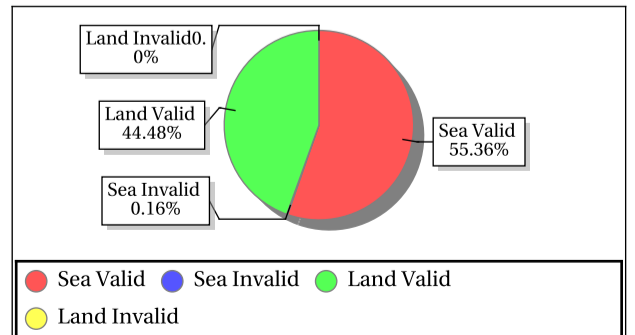 Land Invalid0.
0%
Land Valid
44.48%
Sea Valid
55.36%
Sea Invalid
0.16%
Sea Valid Sea Invalid Land Valid
Land Invalid